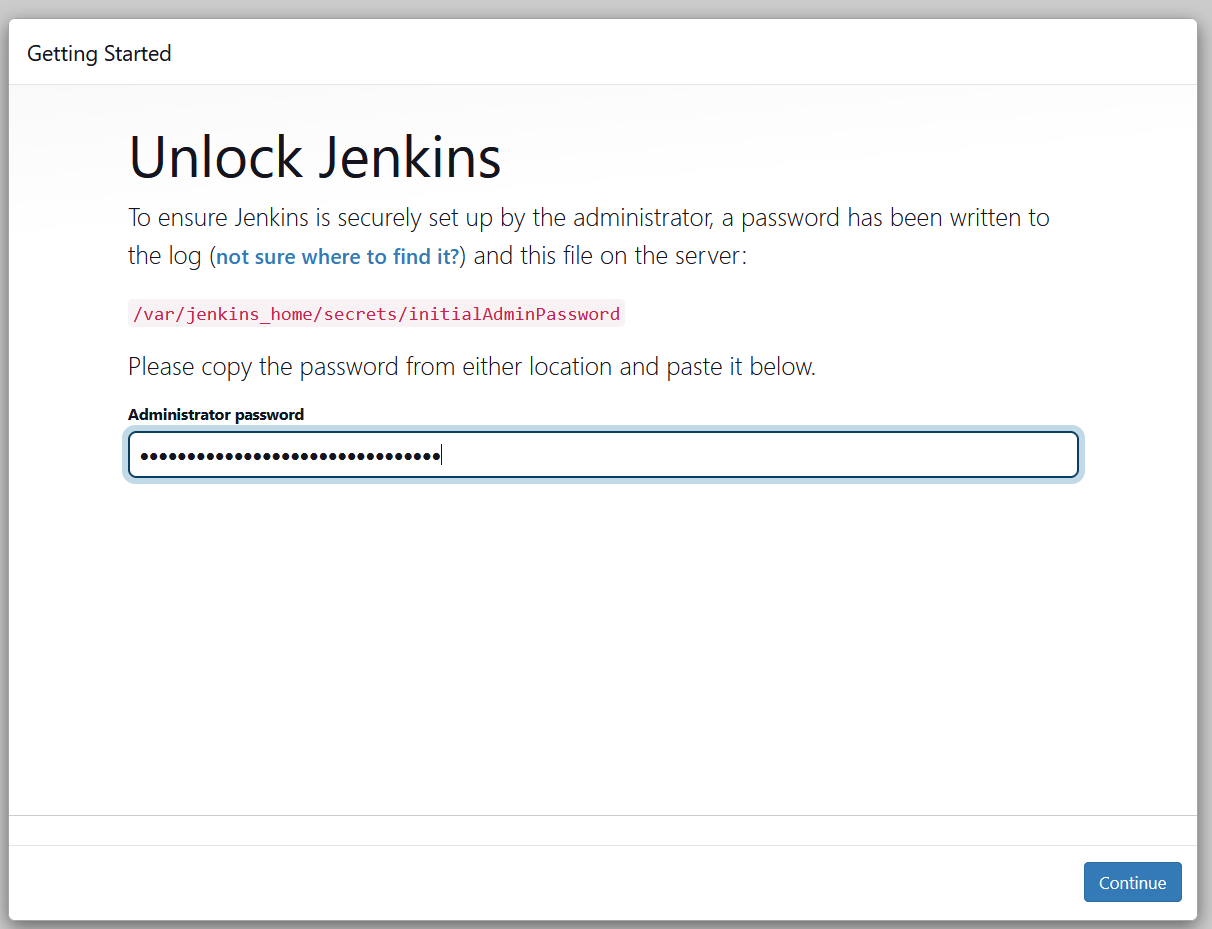 Getting Started
Unlock Jenkins
To ensure Jenkins is securely set up by the administrator, a password has been written to
the log (not sure where to find it?) and this file on the server:
/var/jenkins_home/secrets/initialAdminPassword
Please copy the password from either location and paste it below.
Administrator password
••••••••••••••••••••••••••••••••
Continue